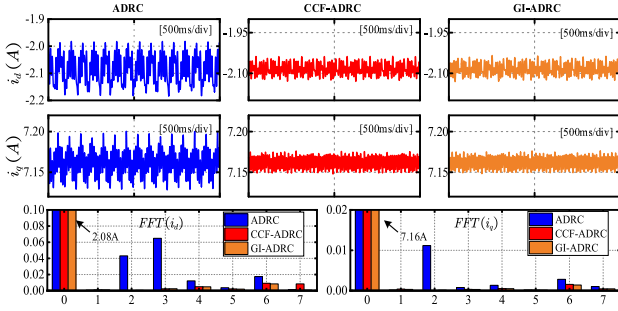 ADRC CCF-ADRC GI-ADRC
-1.9 [500ms/div] -1.95 [500ms/div] -1.95 [500ms/div]
-2.0
i_d (A) -2.1 -2.10 -2.10
-2.2
7.20 [500ms/div] 7.20 [500ms/div] 7.20 [500ms/div]
i_q (A) 7.15 7.15 7.15
0.10 FFT(i_d) ADRC 0.02 FFT(i_q) ADRC
0.08 2.08A CCF-ADRC 7.16A CCF-ADRC
0.06 GI-ADRC 0.01 GI-ADRC
0.04
0.02
0.00 0.00
0 1 2 3 4 5 6 7 0 1 2 3 4 5 6 7